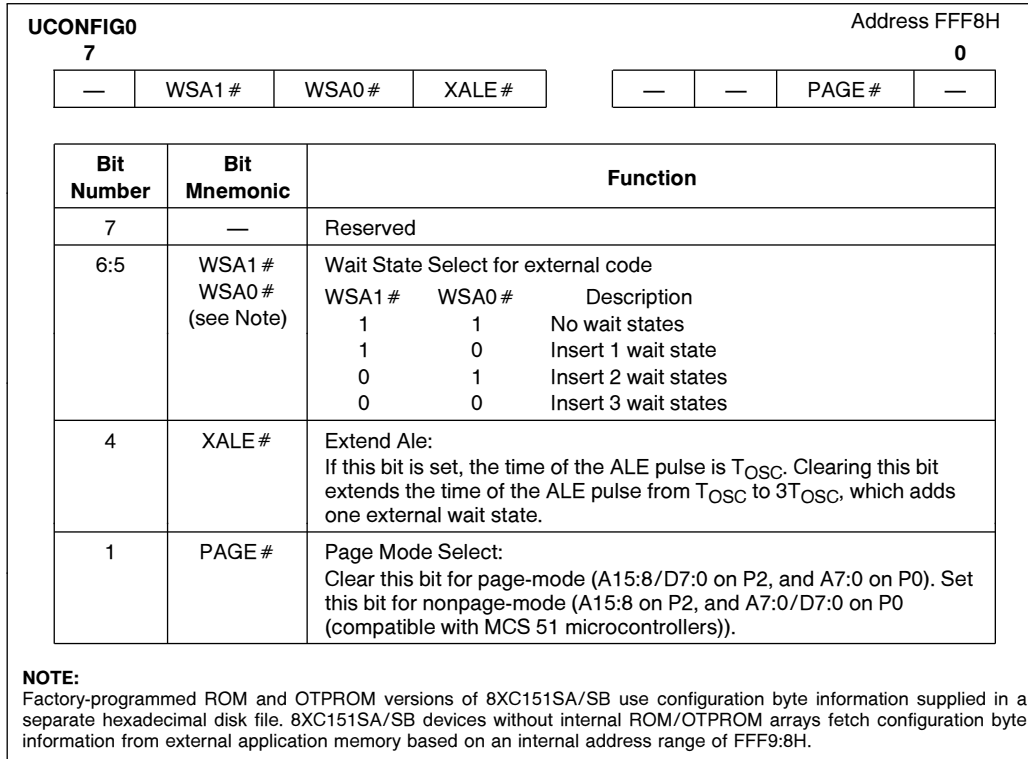 UCONFIG0 Address FFF8H
7 0
— WSA1# WSA0# XALE# — — PAGE# —
Bit Number Bit Mnemonic Function
7 — Reserved
6:5 WSA1# Wait State Select for external code
WSA0#
(see Note)
WSA1# WSA0# Description
1 1 No wait states
1 0 Insert 1 wait state
0 1 Insert 2 wait states
0 0 Insert 3 wait states
4 XALE# Extend Ale:
If this bit is set, the time of the ALE pulse is TOSC. Clearing this bit
extends the time of the ALE pulse from TOSC to 3TOSC, which adds
one external wait state.
1 PAGE# Page Mode Select:
Clear this bit for page-mode (A15:8/D7:0 on P2, and A7:0 on P0). Set
this bit for nonpage-mode (A15:8 on P2, and A7:0/D7:0 on P0
(compatible with MCS 51 microcontrollers)).
NOTE:
Factory-programmed ROM and OTPROM versions of 8XC151SA/SB use configuration byte information supplied in a
separate hexadecimal disk file. 8XC151SA/SB devices without internal ROM/OTPROM arrays fetch configuration byte
information from external application memory based on an internal address range of FFF9:8H.